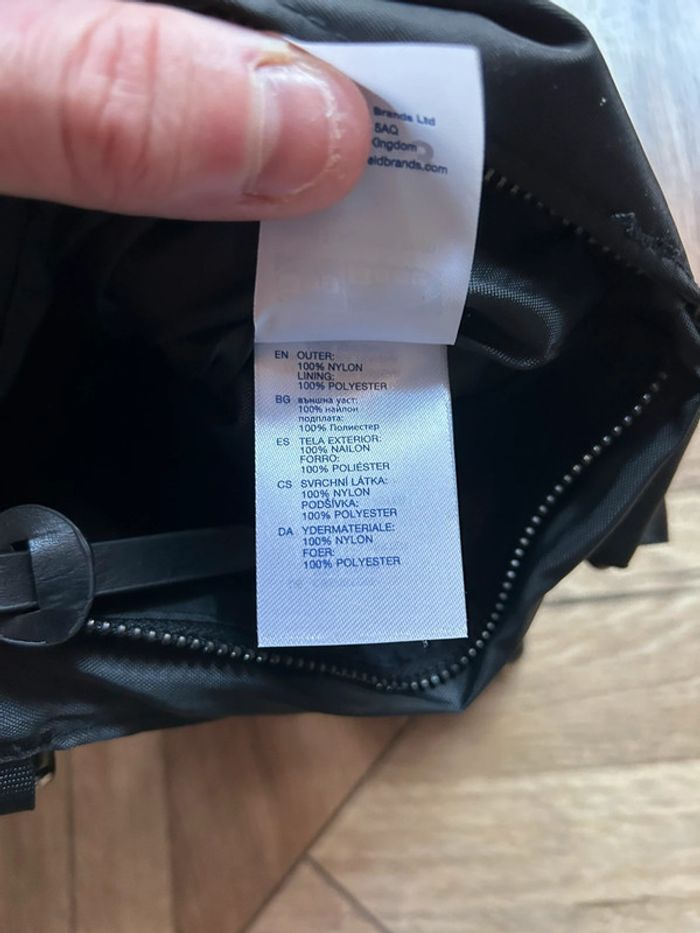 Brands Ltd
5AQ
ingdom
eldbrands.com
EN OUTER:
100% NYLON
LINING:
100% POLYESTER
BG външна част:
100% найлон
подплата:
100% Полиестер
ES TELA EXTERIOR:
100% NAILON
FORRO:
100% POLIÉSTER
CS SVRCHNÍ LÁTKA:
100% NYLON
PODŠÍVKA:
100% POLYESTER
DA YDERMATERIALE:
100% NYLON
FOER:
100% POLYESTER